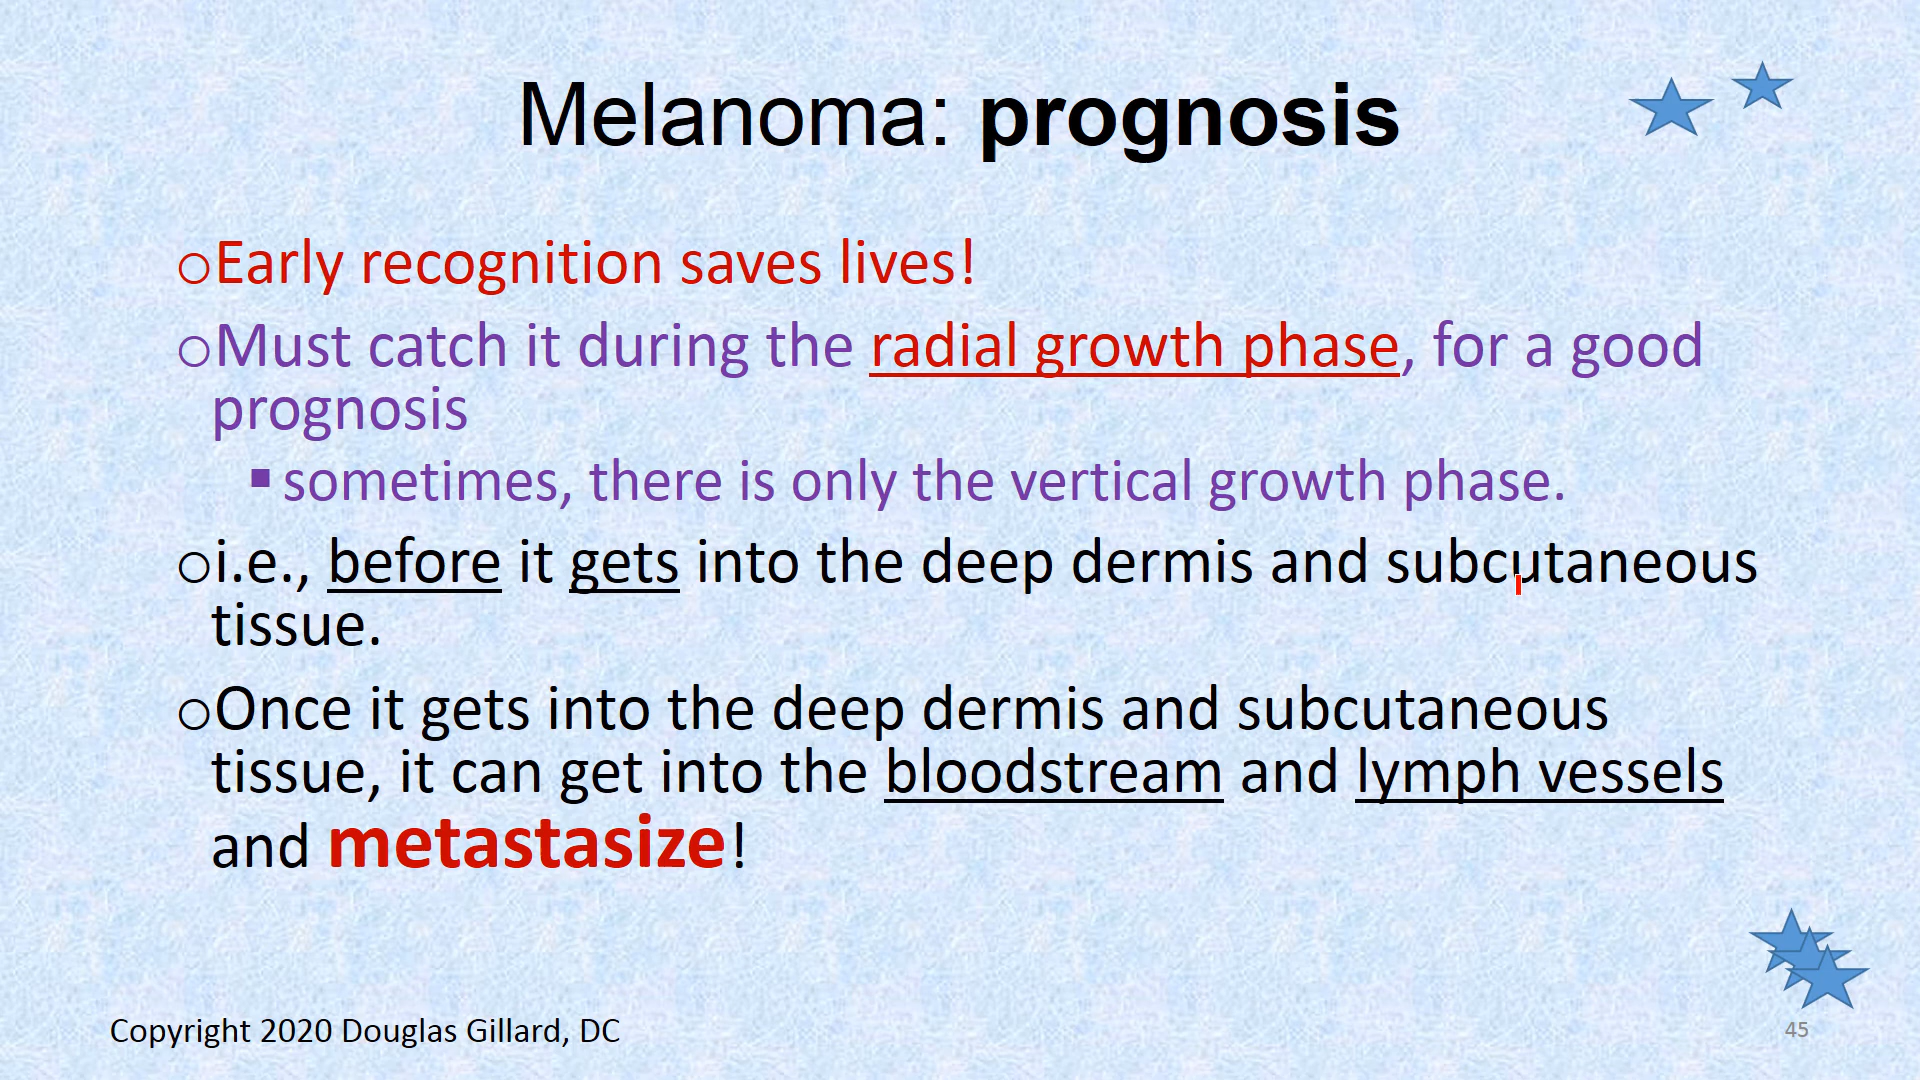 Melanoma: prognosis
oEarly recognition saves lives!
oMust catch it during the radial growth phase, for a good
prognosis
▪sometimes, there is only the vertical growth phase.
oi.e., before it gets into the deep dermis and subcutaneous
tissue.
oOnce it gets into the deep dermis and subcutaneous
tissue, it can get into the bloodstream and lymph vessels
and metastasize!
Copyright 2020 Douglas Gillard, DC
45